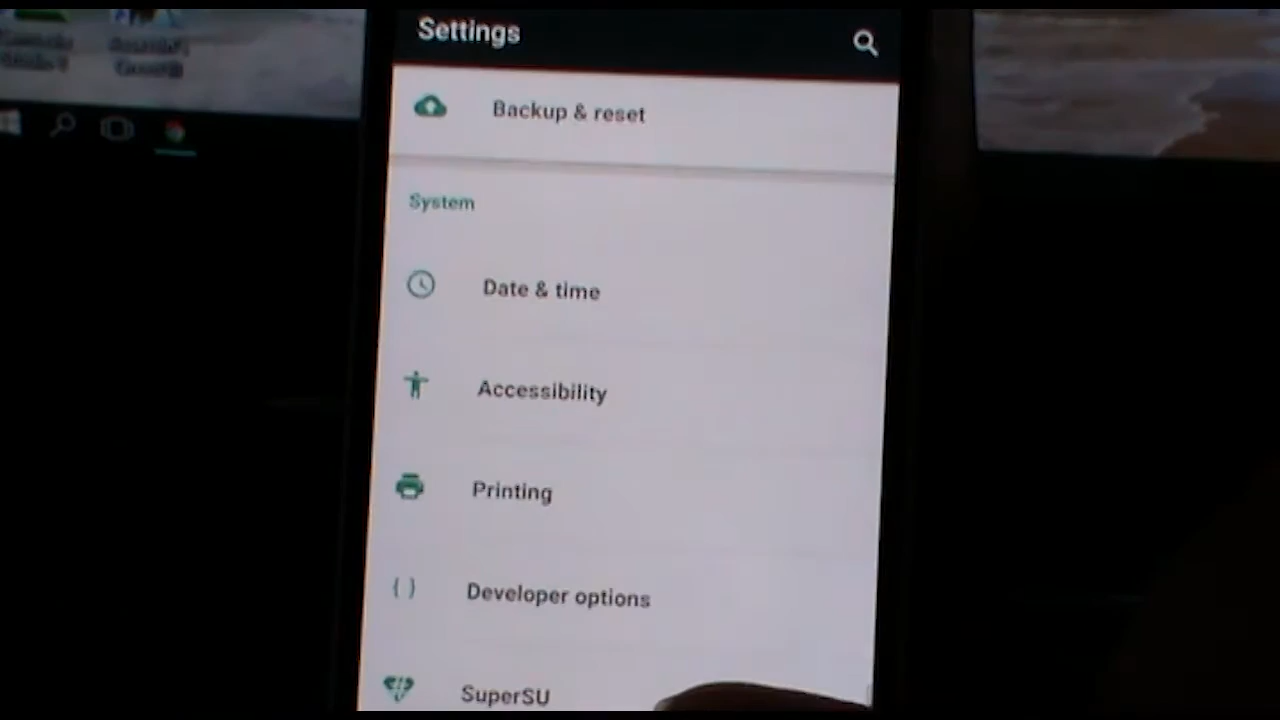 Settings
Backup & reset
System
Date & time
Accessibility
Printing
Developer options
SuperSU